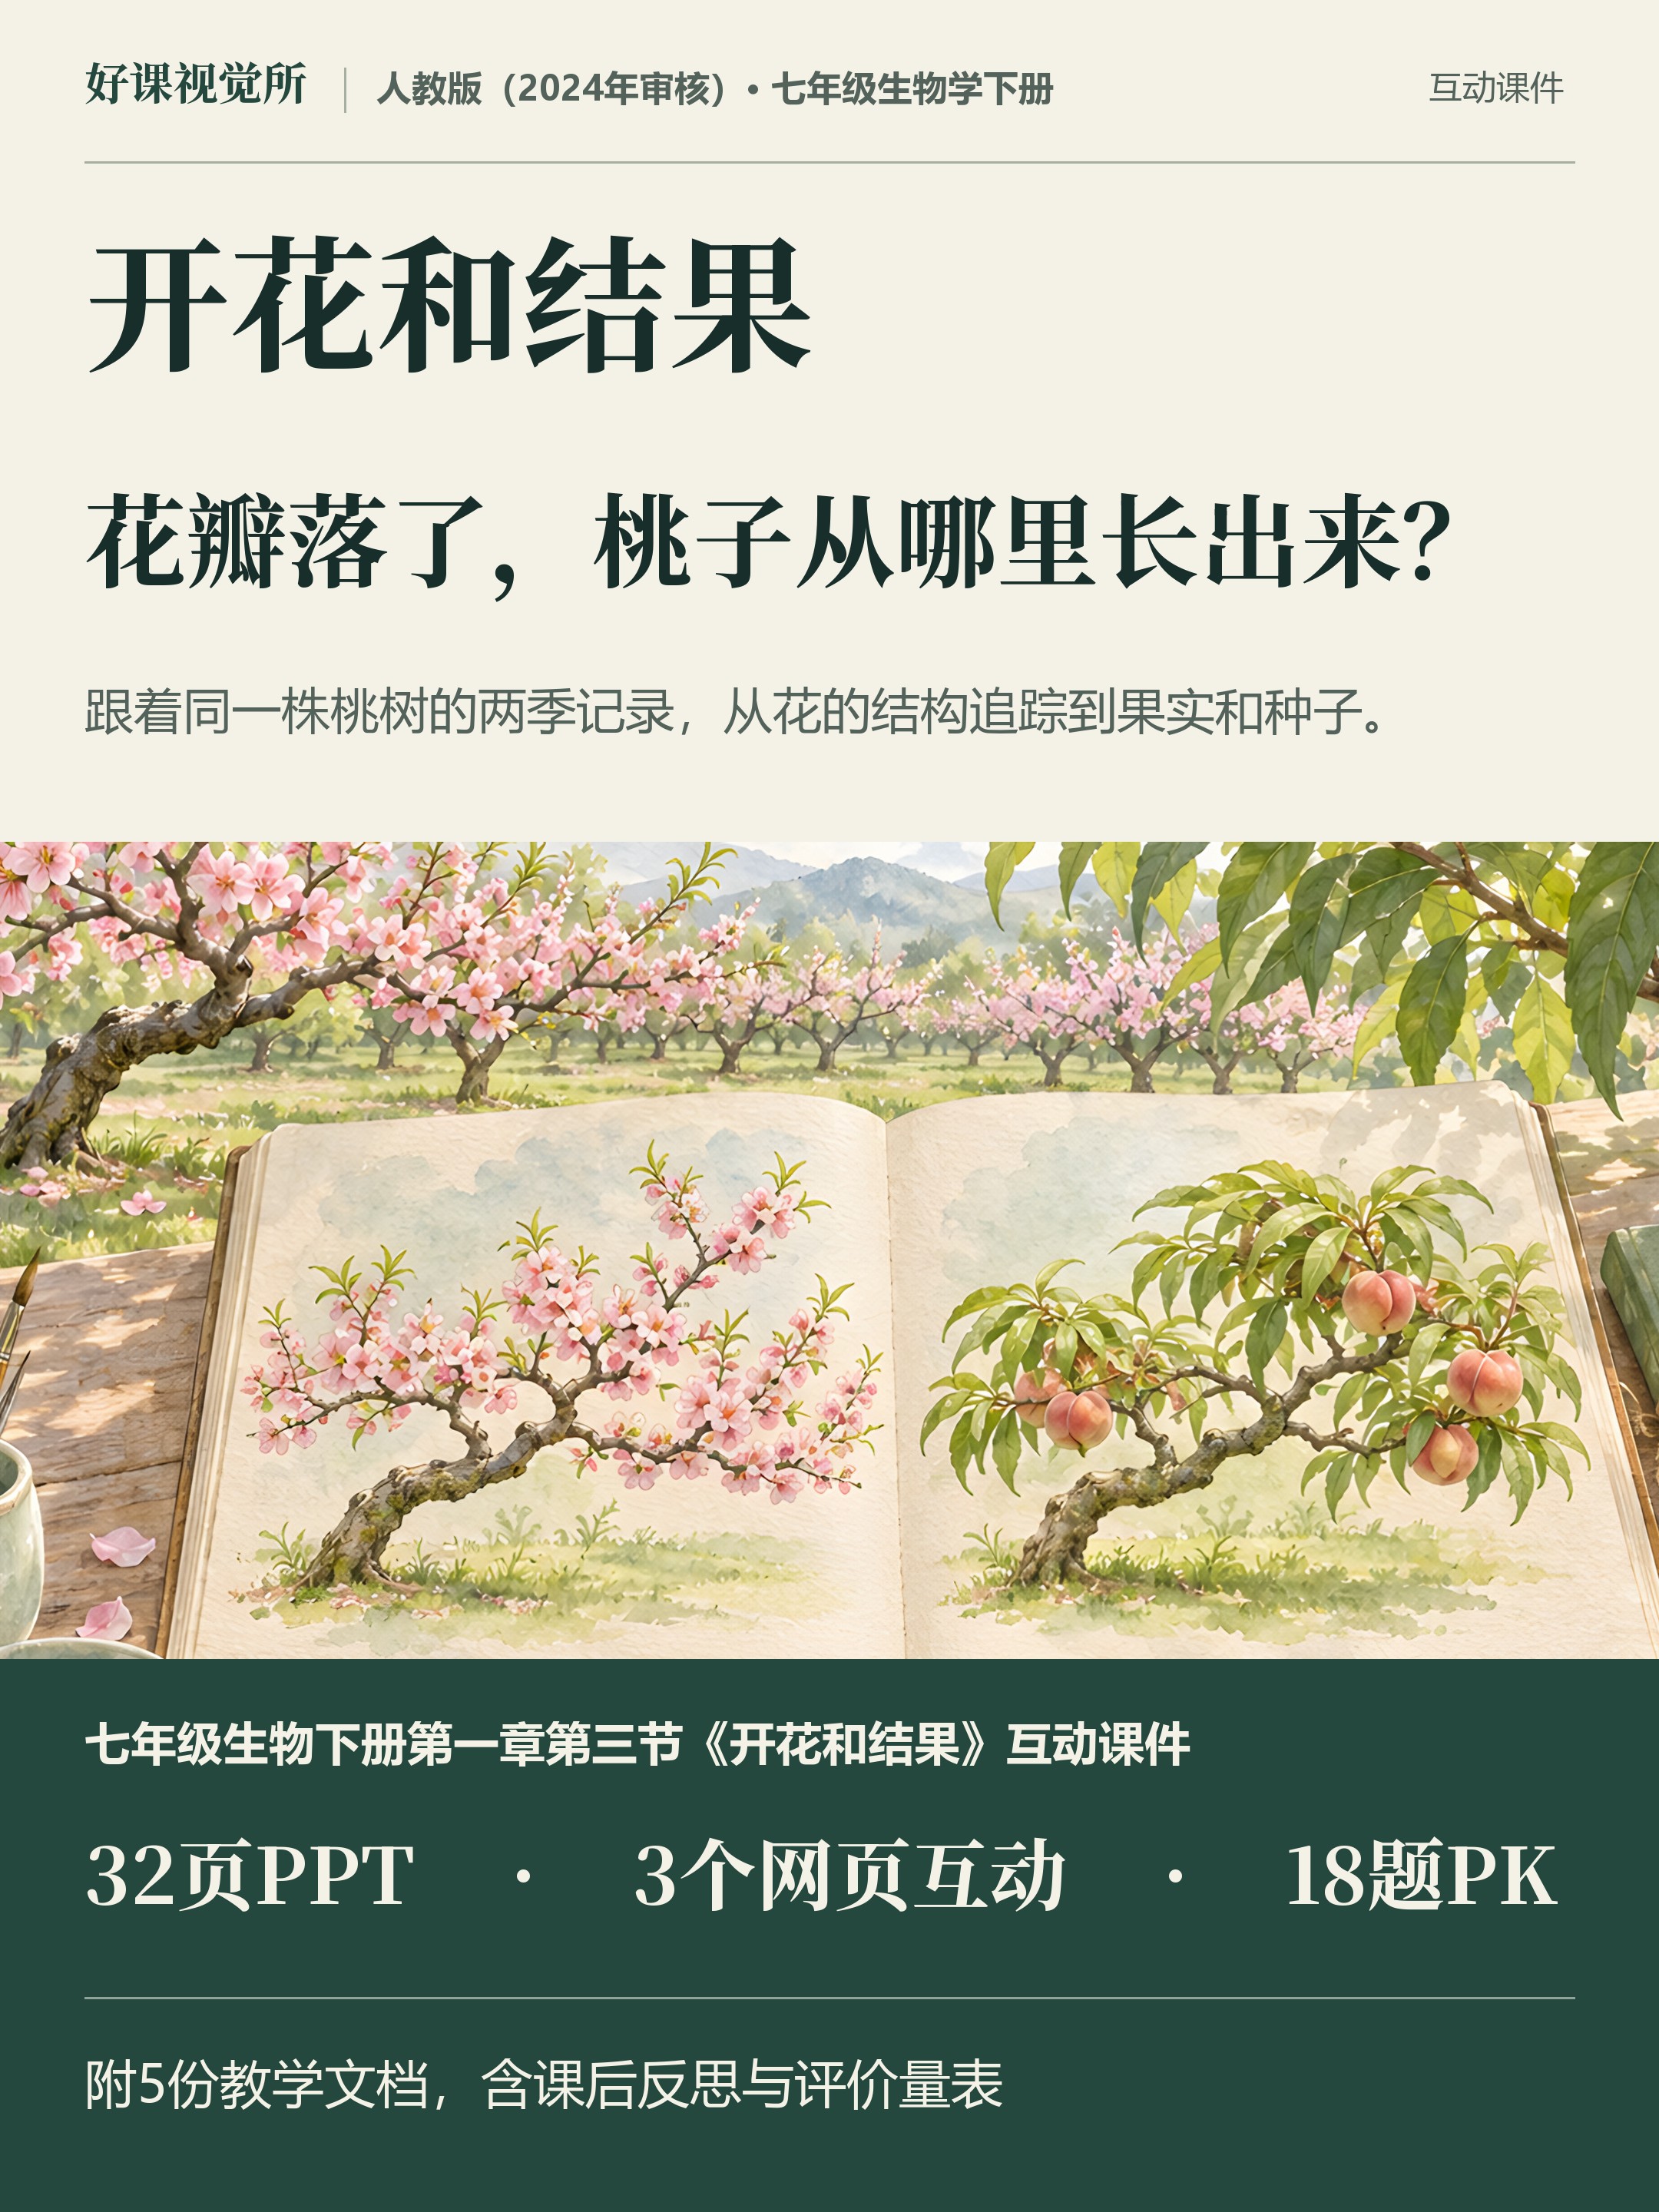 好课视觉所 人教版（2024年审核）· 七年级生物学下册 互动课件
开花和结果
花瓣落了，桃子从哪里长出来？
跟着同一株桃树的两季记录，从花的结构追踪到果实和种子。
七年级生物下册第一章第三节《开花和结果》互动课件
32页PPT · 3个网页互动 · 18题PK
附5份教学文档，含课后反思与评价量表